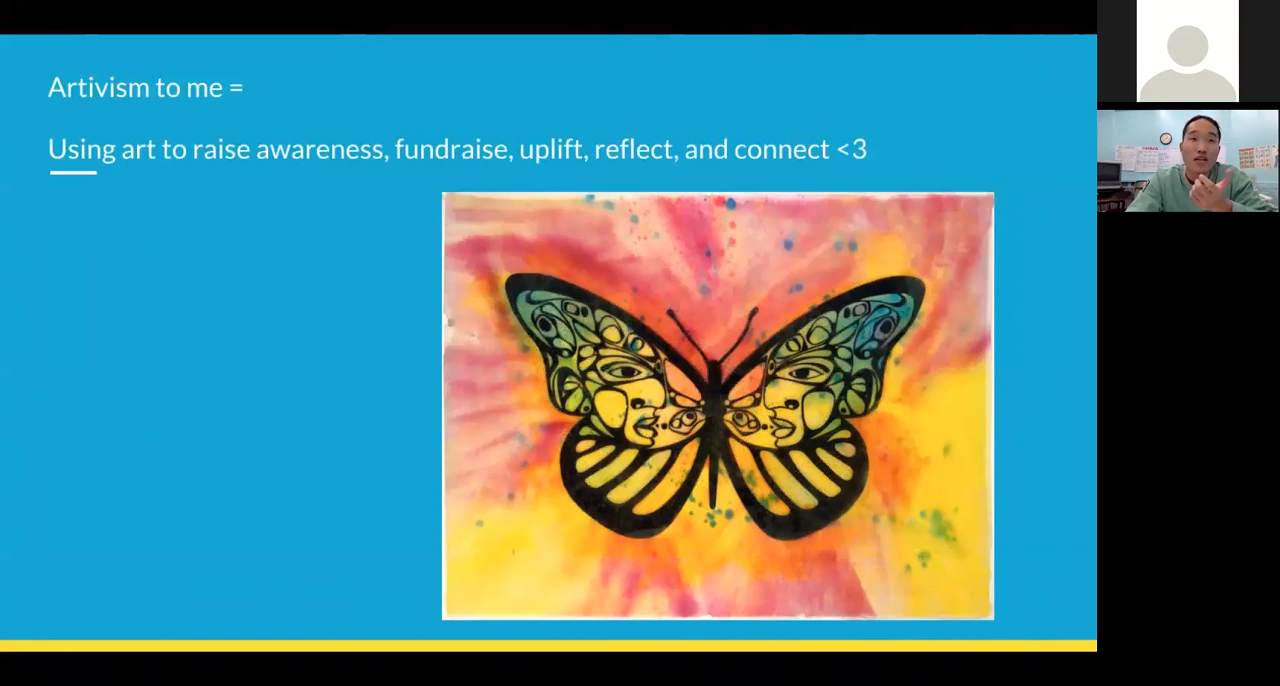 Artivism to me =
Using art to raise awareness, fundraise, uplift, reflect, and connect <3